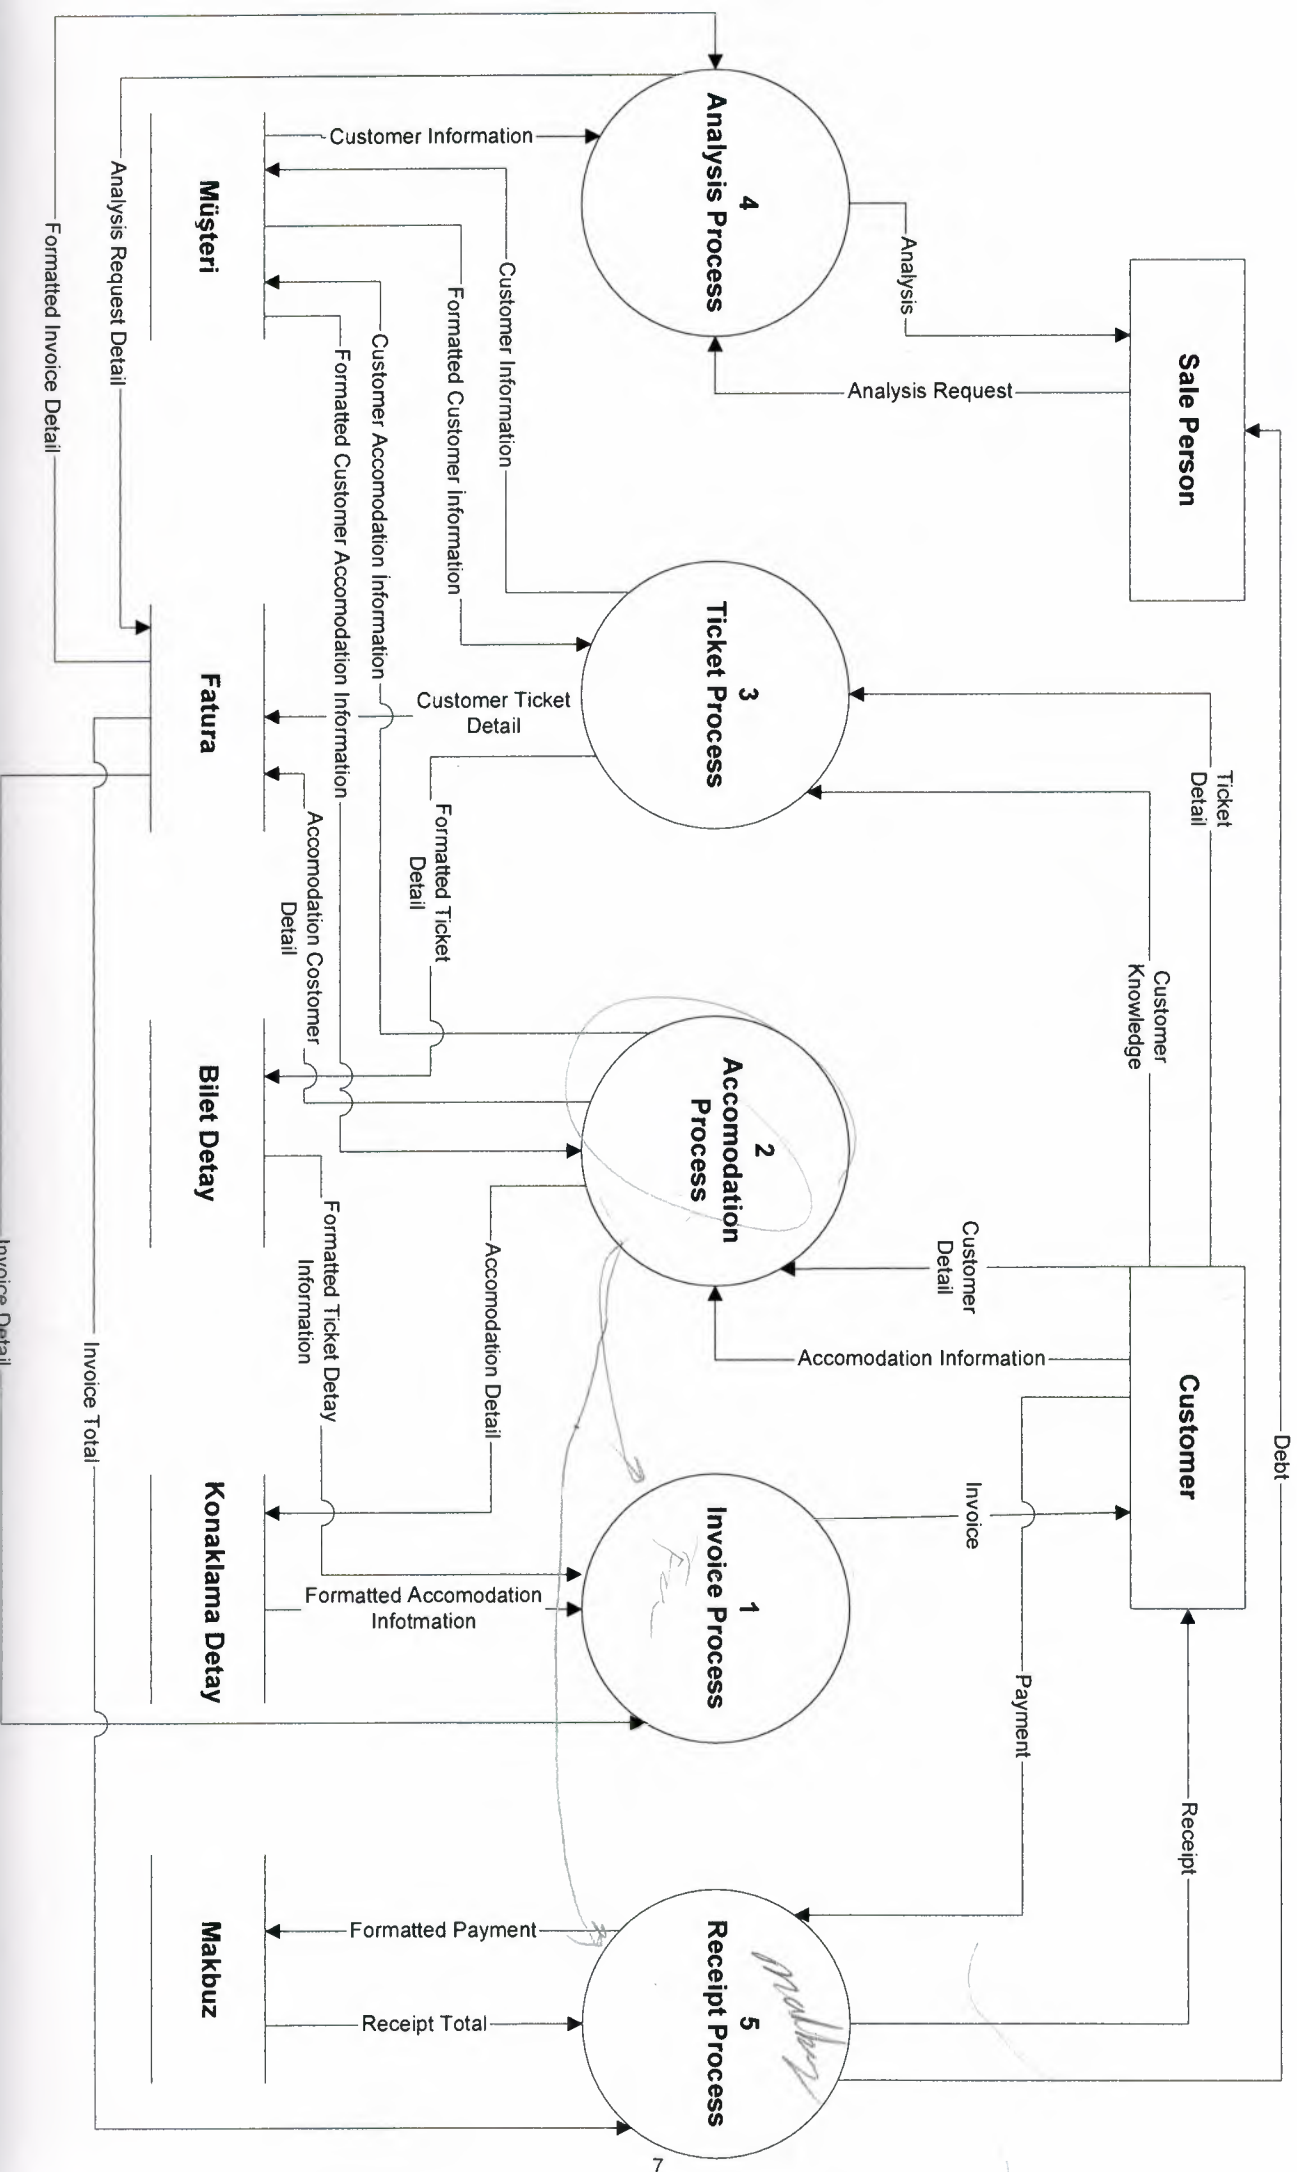 Debt
Sale Person
Customer
Ticket
Detail
Customer
Knowledge
Receipt
Analysis
Analysis Request
Customer
Detail
Accomodation Information
Invoice
Payment
4
Analysis Process
3
Ticket Process
2
Accomodation
Process
1
Invoice Process
5
Receipt Process
Customer Information
Customer Information
Formatted Customer Information
Customer Accomodation Information
Formatted Customer Accomodation Information
Customer Ticket
Detail
Formatted Ticket
Detail
Accomodation Costomer
Detail
Accomodation Detail
Formatted Ticket Detay
Information
Formatted Accomodation
Infotmation
Formatted Payment
Receipt Total
Müşteri
Fatura
Bilet Detay
Konaklama Detay
Makbuz
Analysis Request Detail
Formatted Invoice Detail
Invoice Total
Invoice Detail
7